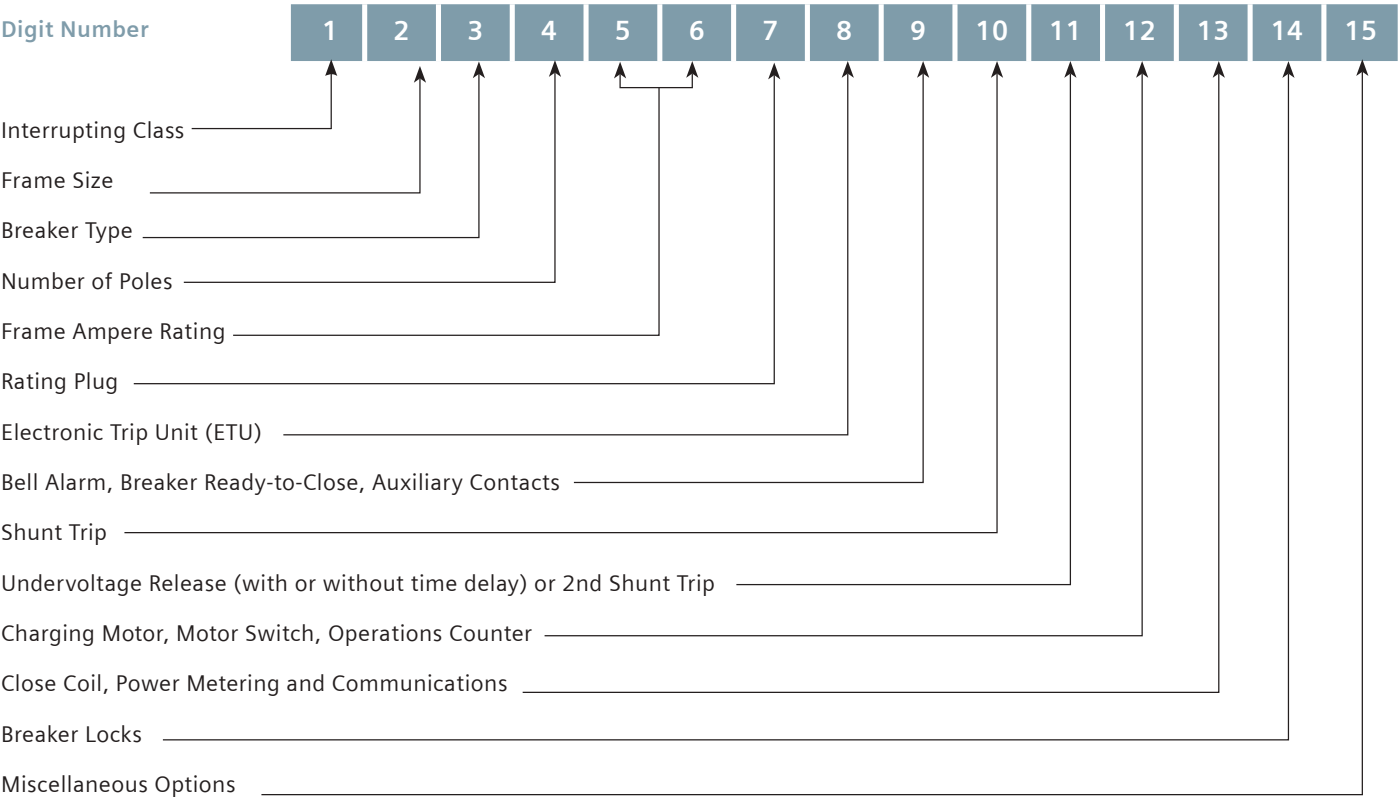 Digit Number 1 2 3 4 5 6 7 8 9 10 11 12 13 14 15
Interrupting Class
Frame Size
Breaker Type
Number of Poles
Frame Ampere Rating
Rating Plug
Electronic Trip Unit (ETU)
Bell Alarm, Breaker Ready-to-Close, Auxiliary Contacts
Shunt Trip
Undervoltage Release (with or without time delay) or 2nd Shunt Trip
Charging Motor, Motor Switch, Operations Counter
Close Coil, Power Metering and Communications
Breaker Locks
Miscellaneous Options